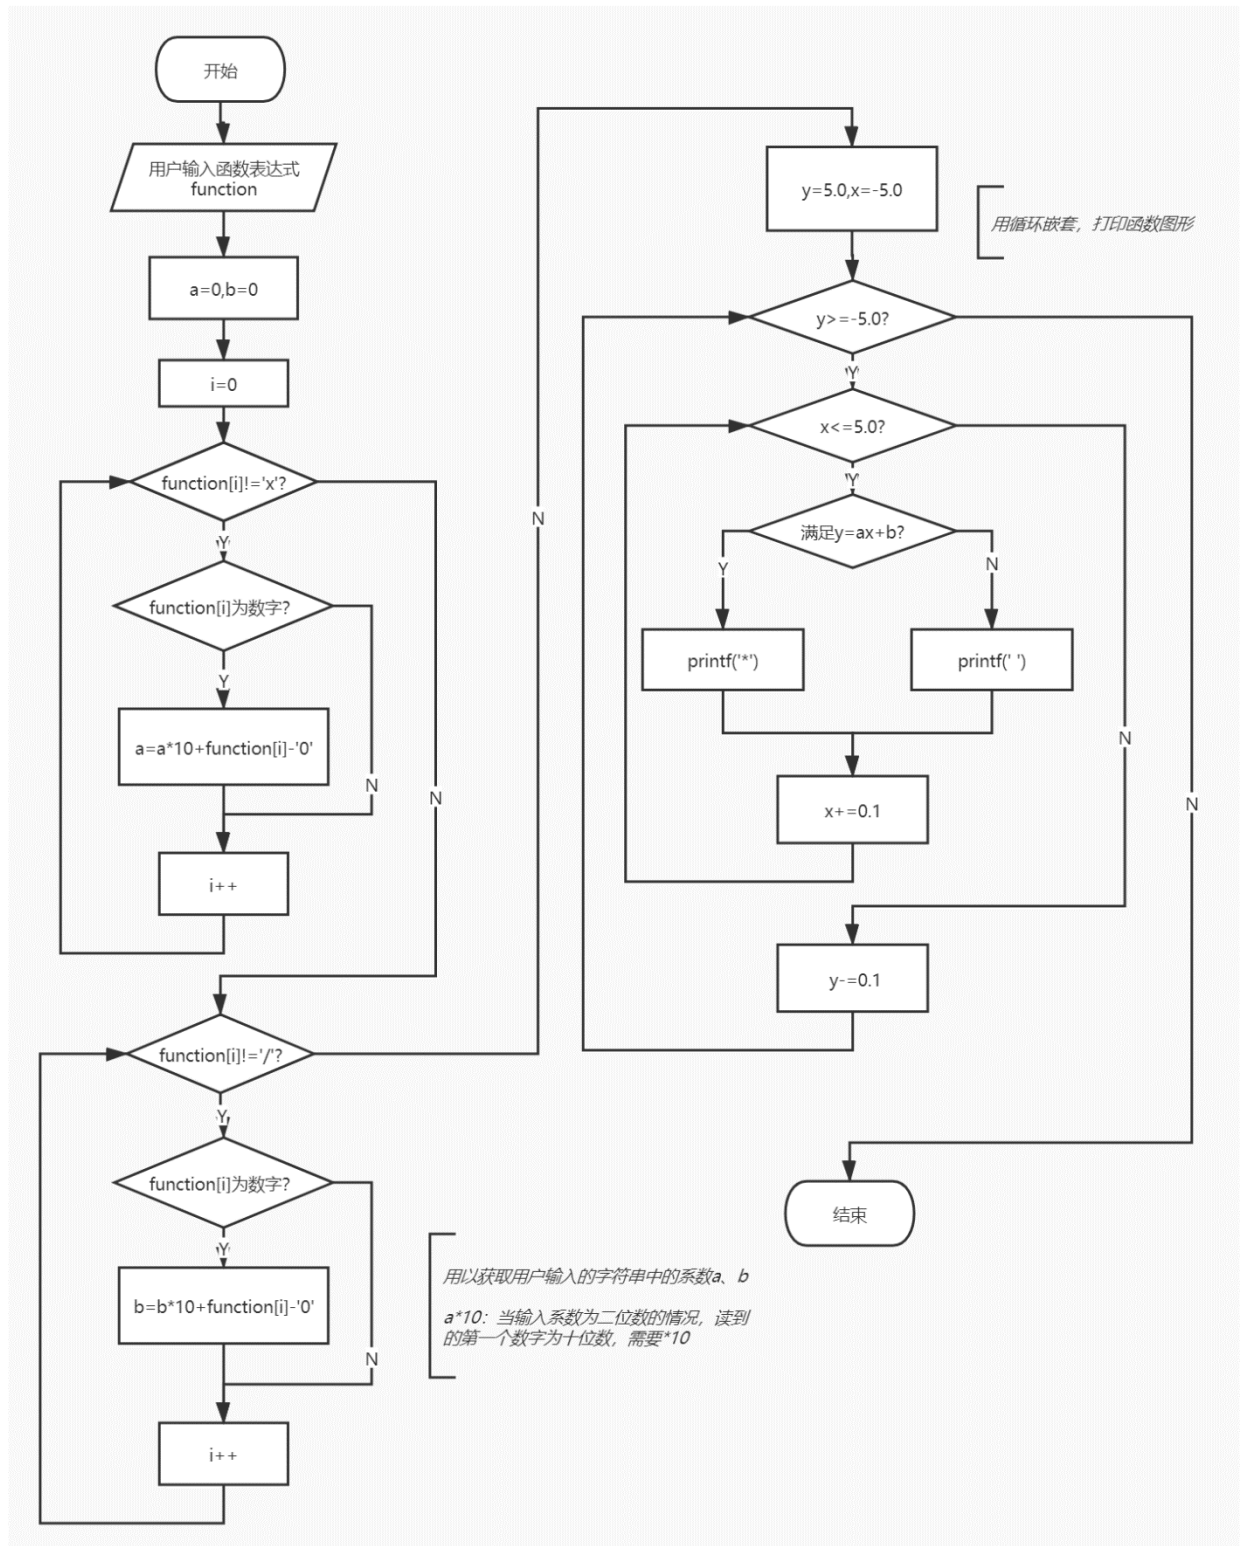 开始
用户输入函数表达式
function
a=0,b=0
i=0
function[i]!='x'?
Y
function[i]为数字?
Y
a=a*10+function[i]-'0'
N
N
i++
function[i]!='/'?
Y
function[i]为数字?
Y
b=b*10+function[i]-'0'
N
i++
用以获取用户输入的字符串中的系数a、b
a*10：当输入系数为二位数的情况，读到
的第一个数字为十位数，需要*10
N
y=5.0,x=-5.0
用循环嵌套，打印函数图形
y>=-5.0?
Y
x<=5.0?
Y
满足y=ax+b?
Y
N
printf('*')
printf(' ')
N
N
x+=0.1
y-=0.1
结束